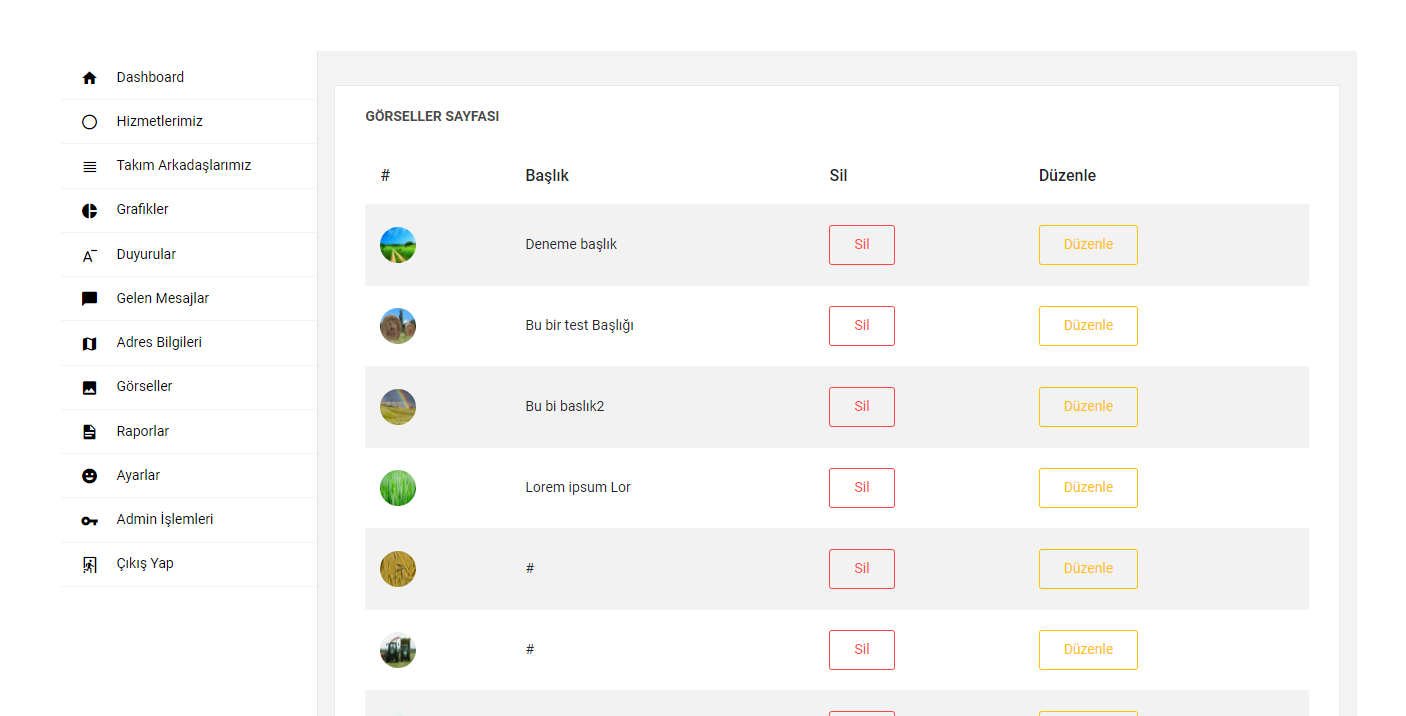 Dashboard
Hizmetlerimiz
Takım Arkadaşlarımız
Grafikler
Duyurular
Gelen Mesajlar
Adres Bilgileri
Görseller
Raporlar
Ayarlar
Admin İşlemleri
Çıkış Yap
GÖRSELLER SAYFASI
# Başlık Sil Düzenle
Deneme başlık Sil Düzenle
Bu bir test Başlığı Sil Düzenle
Bu bi baslık2 Sil Düzenle
Lorem ipsum Lor Sil Düzenle
# Sil Düzenle
# Sil Düzenle